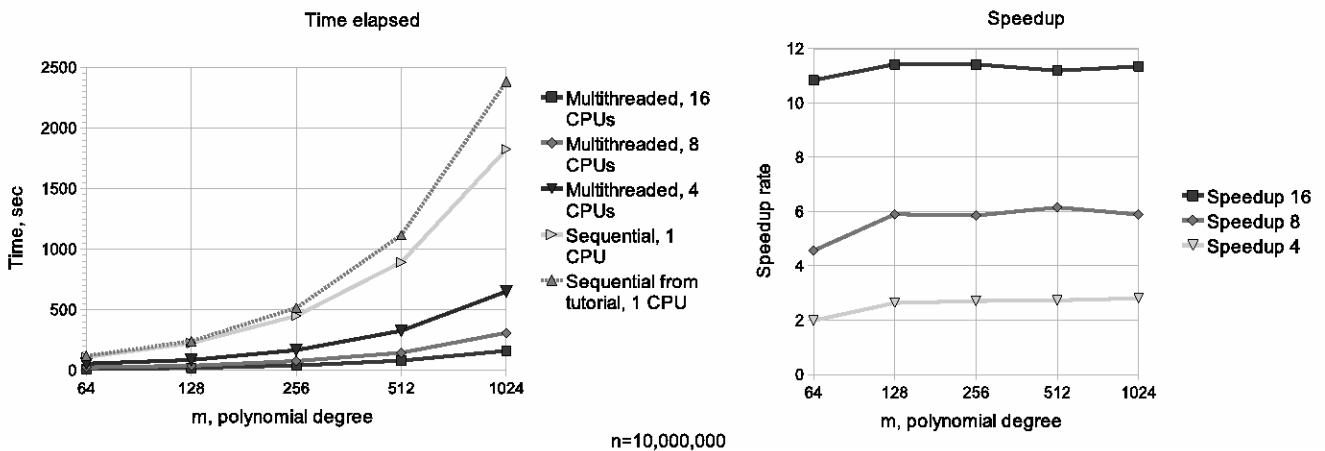 Time elapsed
2500
2000
1500
1000
500
0
Time, sec
64 128 256 512 1024
m, polynomial degree
Multithreaded, 16
CPUs
Multithreaded, 8
CPUs
Multithreaded, 4
CPUs
Sequential, 1
CPU
Sequential from
tutorial, 1 CPU
Speedup
12
10
8
6
4
2
0
Speedup rate
64 128 256 512 1024
m, polynomial degree
Speedup 16
Speedup 8
Speedup 4
n=10,000,000